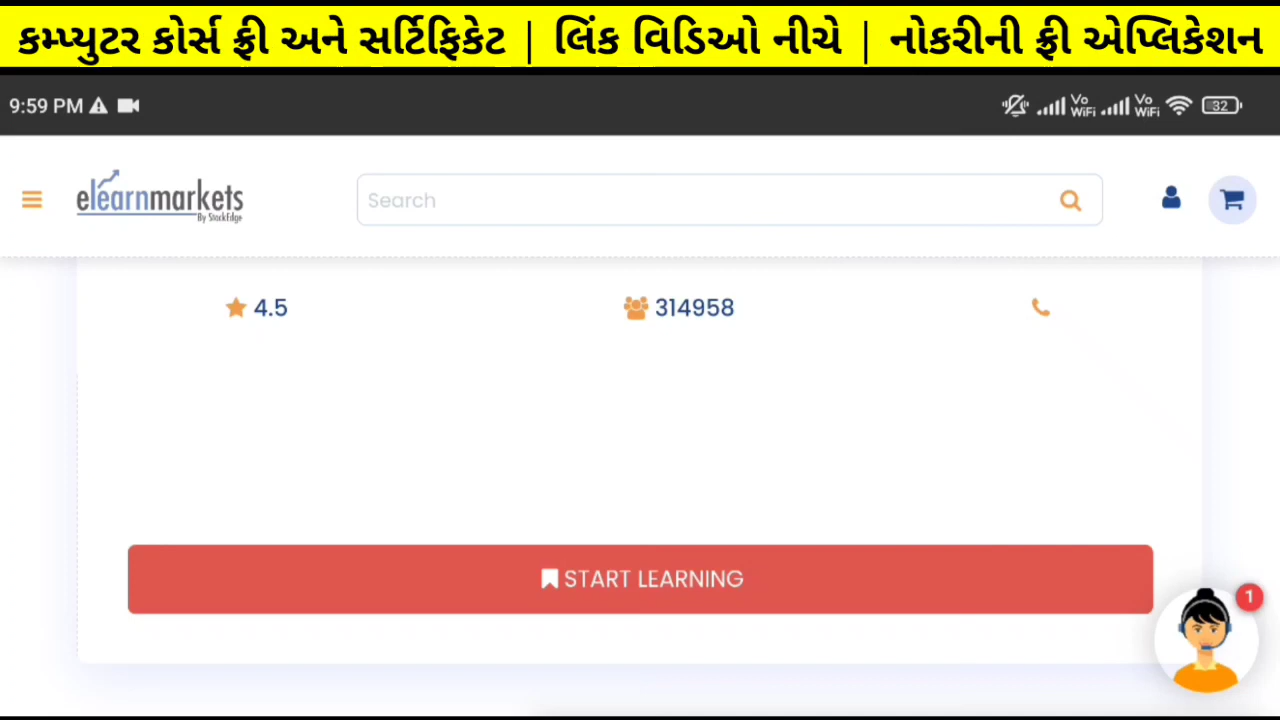 કમ્પ્યુટર કોર્સ ફ્રી અને સર્ટિફિકેટ | લિંક વિડિઓ નીચે | નોકરીની ફ્રી એપ્લિકેશન
9:59 PM Vo WiFi Vo WiFi 32
elearnmarkets
By StockEdge
Search
4.5 314958
START LEARNING
1